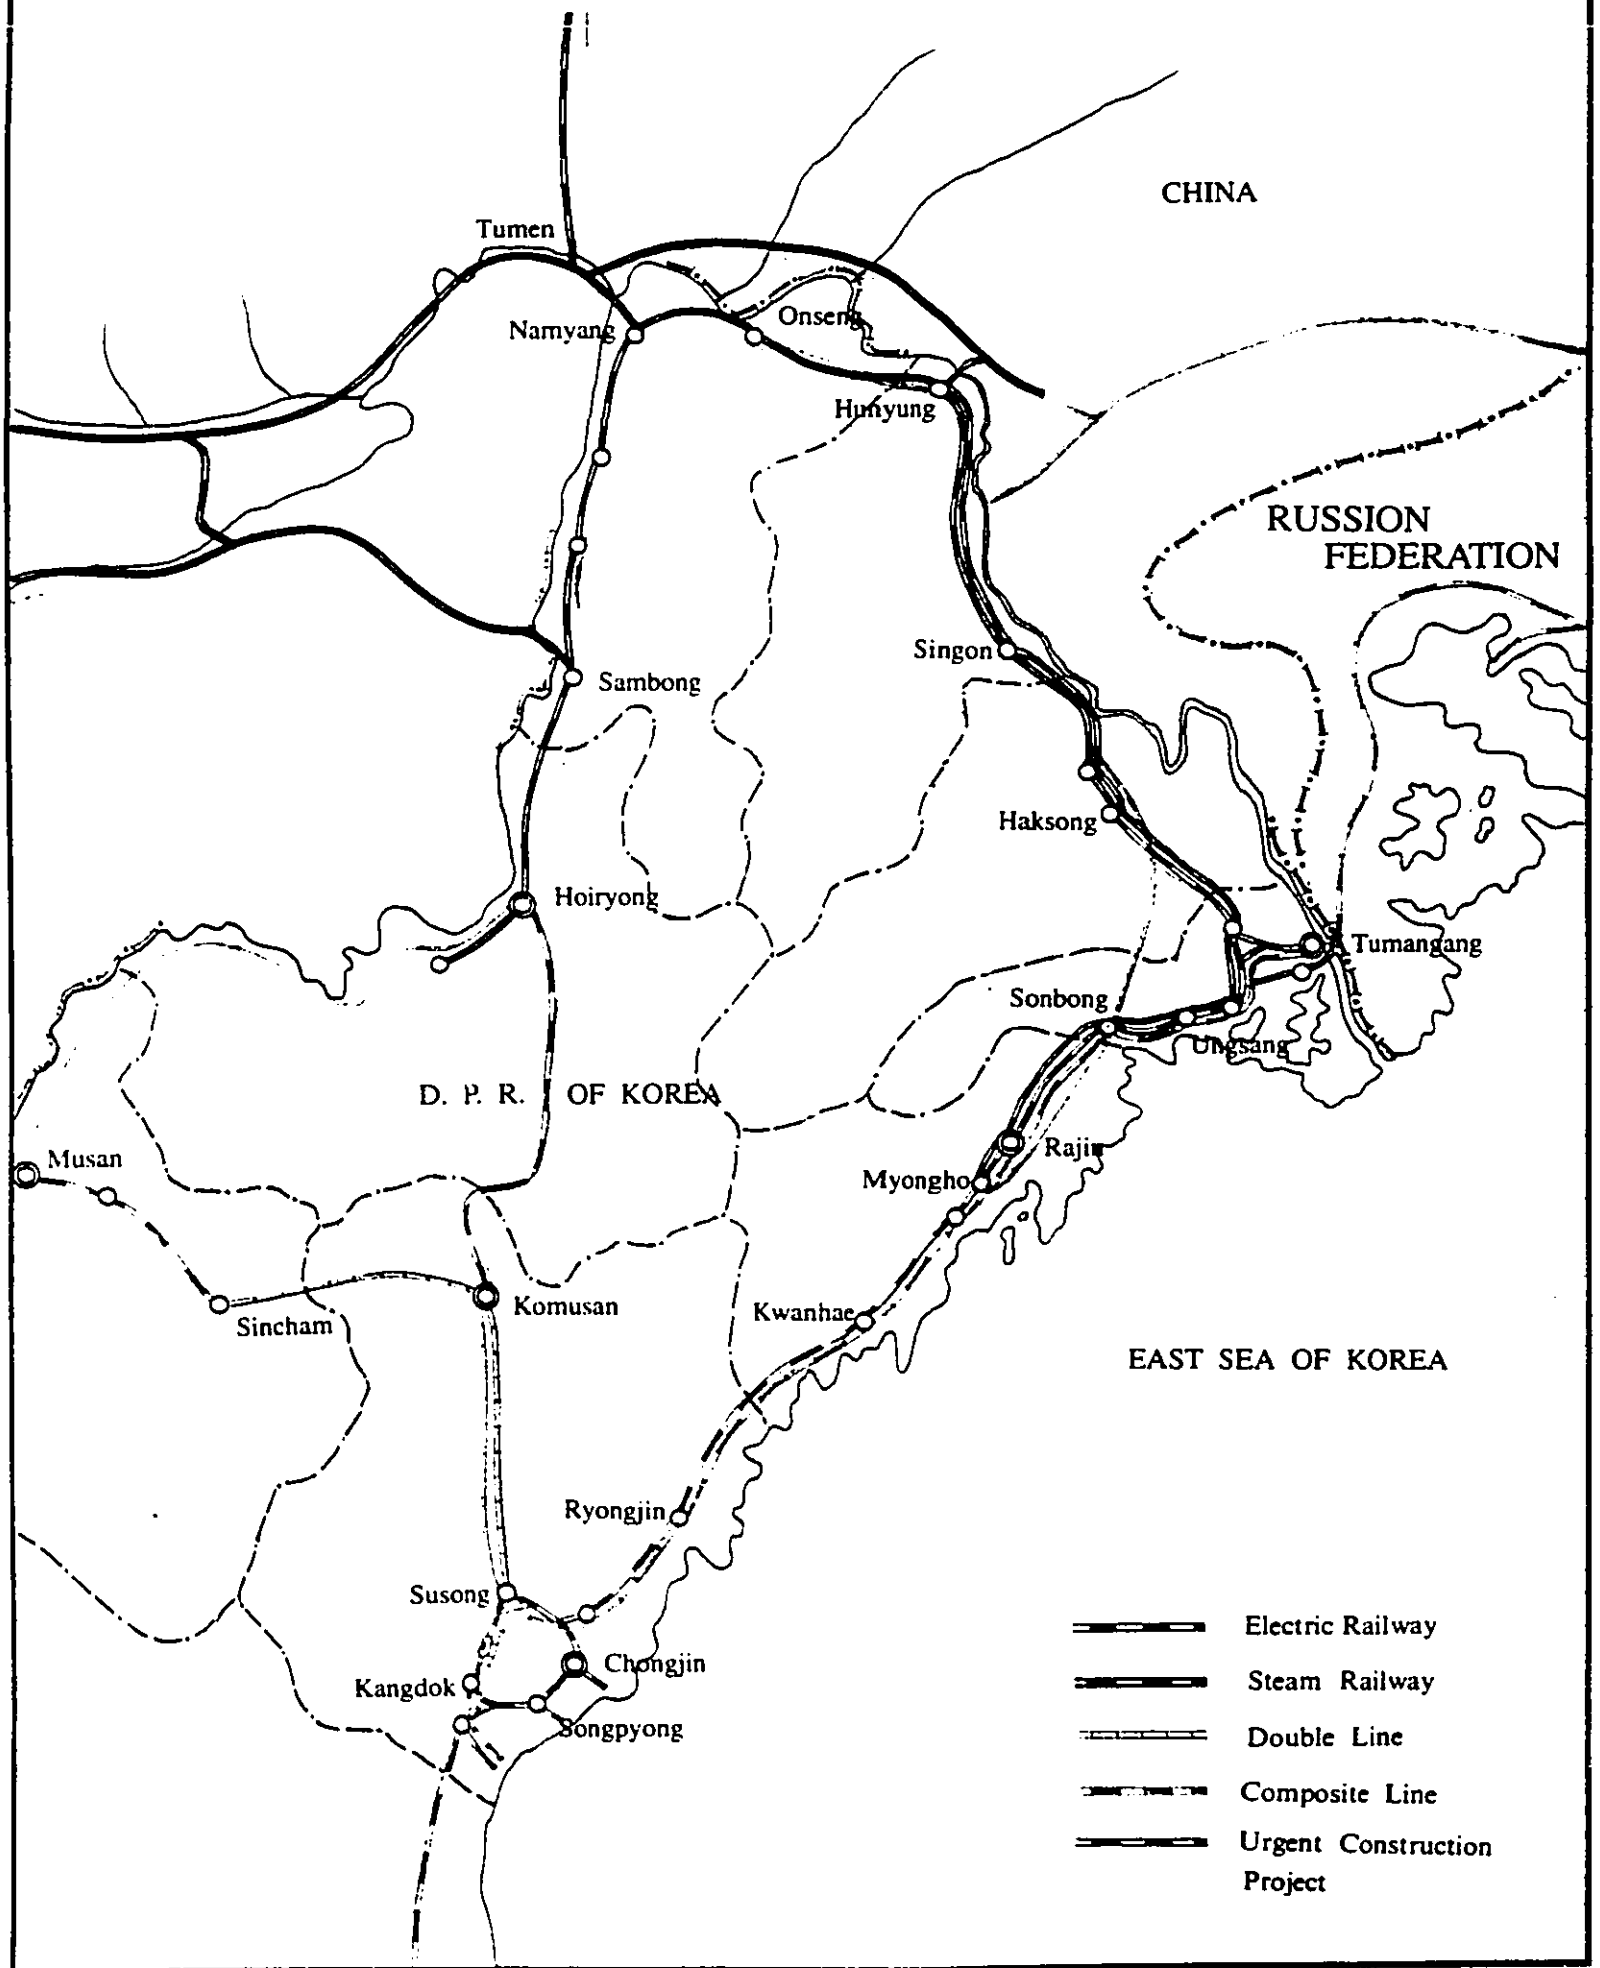 CHINA
Tumen
Onseng
Namyang
Hunyung
RUSSION
FEDERATION
Singon
Sambong
Haksong
Hoiryong
Tumangang
Sonbong
Ungsang
D. P. R. OF KOREA
Rajin
Musan
Myongho
Komusan
Kwanhae
Sincham
EAST SEA OF KOREA
Ryongjin
Susong
Chongjin
Kangdok
Songpyong
Electric Railway
Steam Railway
Double Line
Composite Line
Urgent Construction
Project